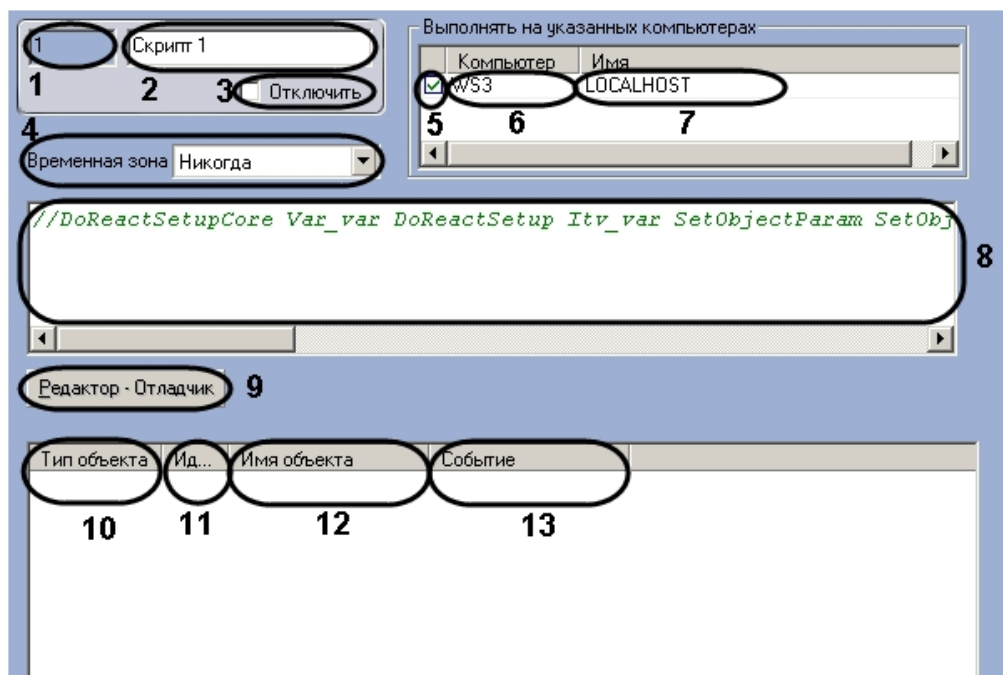 1 Скрипт 1
Отключить
1 2 3
Выполнять на указанных компьютерах
Компьютер Имя
WS3 LOCALHOST
5 6 7
4
Временная зона Никогда
//DoReactSetupCore Var_var DoReactSetup Itv_var SetObjectParam SetObj
8
Редактор - Отладчик 9
Тип объекта Ид... Имя объекта Событие
10 11 12 13